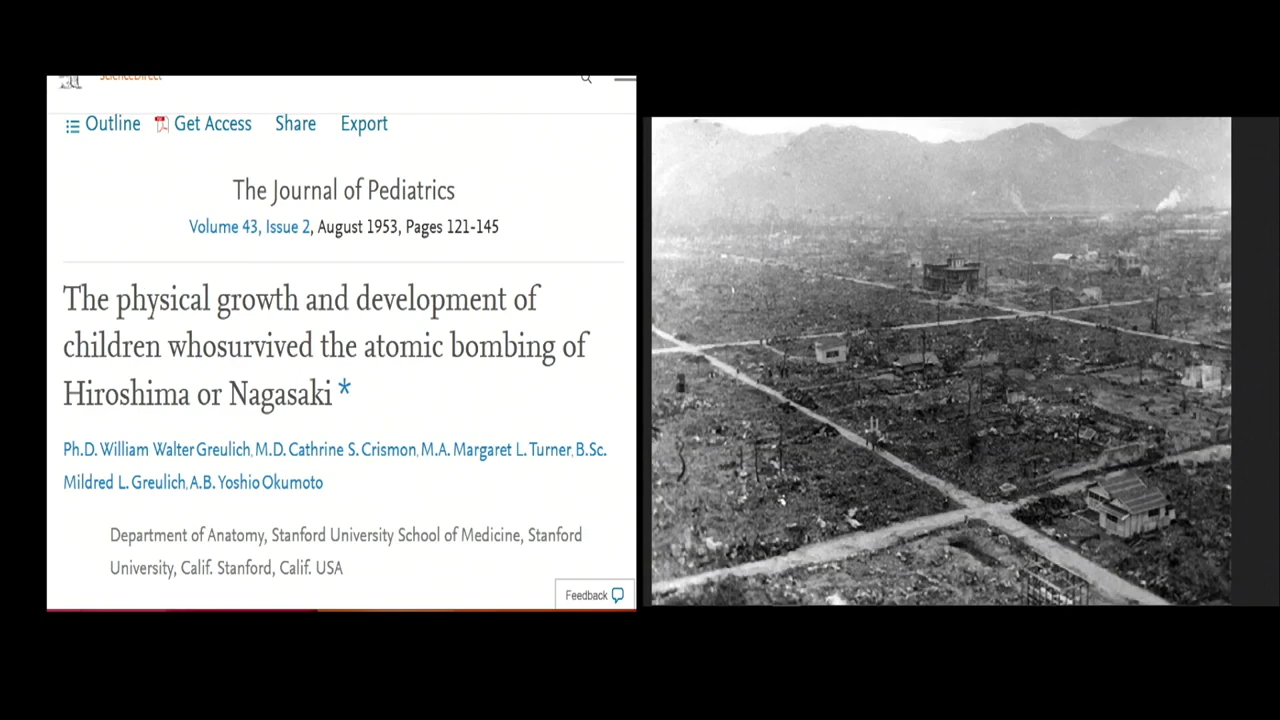 ScienceDirect
Outline Get Access Share Export
The Journal of Pediatrics
Volume 43, Issue 2, August 1953, Pages 121-145
The physical growth and development of
children whosurvived the atomic bombing of
Hiroshima or Nagasaki *
Ph.D. William Walter Greulich, M.D. Cathrine S. Crismon, M.A. Margaret L. Turner, B.Sc.
Mildred L. Greulich, A.B. Yoshio Okumoto
Department of Anatomy, Stanford University School of Medicine, Stanford
University, Calif. Stanford, Calif. USA
Feedback